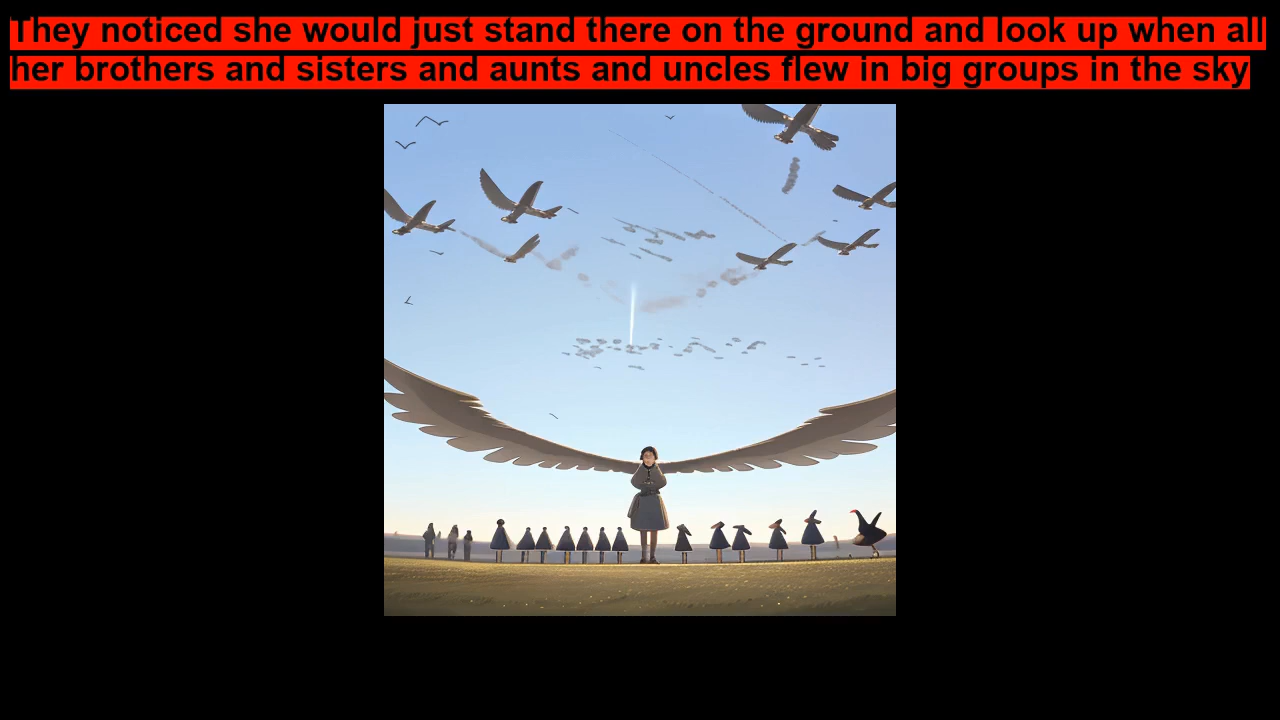 They noticed she would just stand there on the ground and look up when all
her brothers and sisters and aunts and uncles flew in big groups in the sky